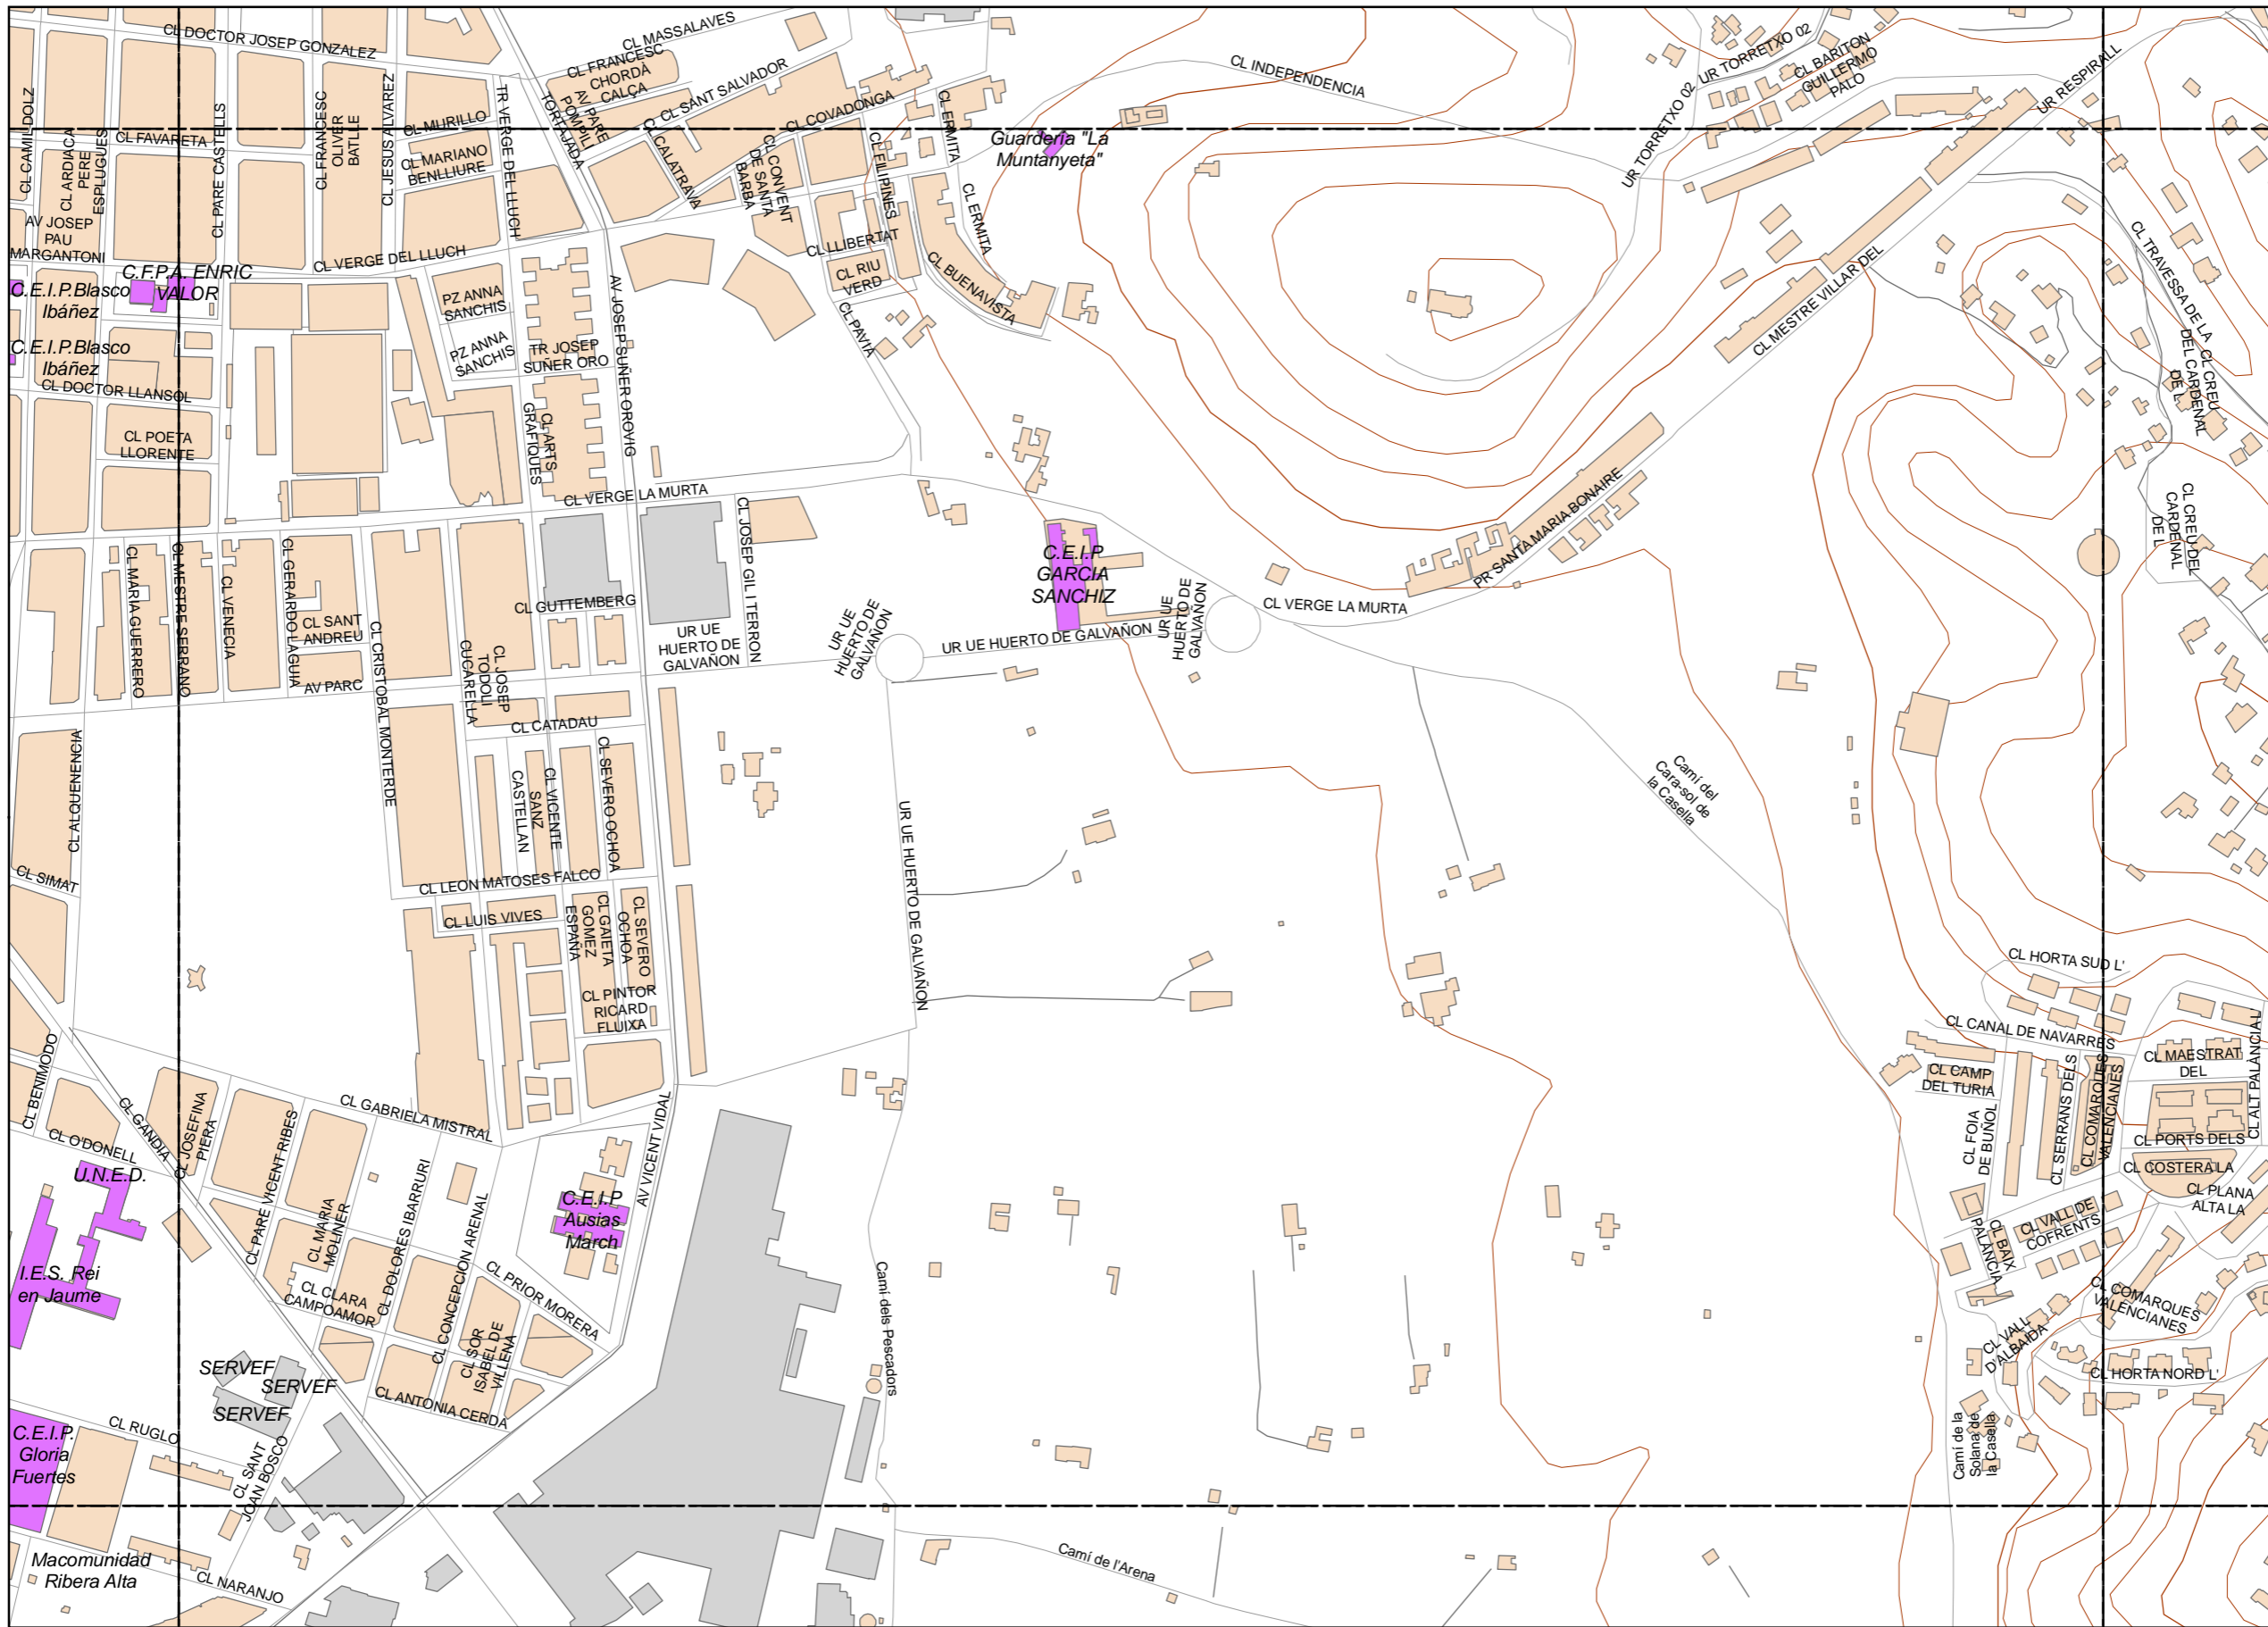 CL DOCTOR JOSEP GONZALEZ
CL MASSALAVES
CL FRANCESC
CHORDÀ
CALÇA
CL SANT SALVADOR
AV PARE
POMPILI
TORTAJADA
CL COVADONGA
CL CALATRAVA
CL CONVENT
DE SANTA
BARBA
CL FILIPINES
CL ERMITA
CL ERMITA
CL INDEPENDENCIA
UR TORRETXO 02
UR TORRETXO 02
CL BARITON
GUILLERMO
PALO
UR RESPIRALL
Guardería "La
Muntanyeta"
CL CAMIL DOLZ
CL ARDIACA
PERE
ESPLUGUES
CL FAVARETA
CL PARE CASTELLS
CL FRANCESC
OLIVER
BATLLE
CL JESUS ALVAREZ
CL MURILLO
CL MARIANO
BENLLIURE
TR VERGE DEL LLUCH
AV JOSEP
PAU
MARGANTONI
CL VERGE DEL LLUCH
C.F.P.A. ENRIC
VALOR
C.E.I.P.Blasco
Ibáñez
C.E.I.P.Blasco
Ibáñez
CL LLIBERTAT
CL RIU
VERD
CL BUENAVISTA
CL PAVIA
PZ ANNA
SANCHIS
PZ ANNA
SANCHIS
TR JOSEP
SUÑER ORO
AV JOSEP SUÑER OROVIG
CL MESTRE VILLAR DEL
CL TRAVESSA DE LA
CL CREU
DEL CARDENAL
DE L
CL DOCTOR LLANSOL
CL POETA
LLORENTE
CL ARTS
GRAFIQUES
CL VERGE LA MURTA
CL JOSEP GIL I TERRON
PR SANTA MARIA BONAIRE
CL CREU DEL
CARDENAL
DE L
C.E.I.P
GARCIA
SANCHIZ
CL MARIA GUERRERO
CL MESTRE SERRANO
CL VENECIA
CL GERARDO LAGUIA
CL SANT
ANDREU
CL CRISTOBAL MONTERDE
CL GUTTEMBERG
CL JOSEP
TODOLI
CUCARELLA
UR UE
HUERTO DE
GALVAÑON
UR UE
HUERTO DE
GALVAÑON
UR UE HUERTO DE GALVAÑON
UR UE
HUERTO DE
GALVAÑON
CL VERGE LA MURTA
AV PARC
CL CATADAU
CL ALQUENENCIA
CASTELLAN
SANZ
CL VICENTE
CL SEVERO OCHOA
UR UE HUERTO DE GALVAÑON
Camí del
Cara-sol de
la Casella
CL SIMAT
CL LEON MATOSES FALCO
CL LUIS VIVES
ESPAÑA
GOMEZ
CL GAIETA
OCHOA
CL SEVERO
CL PINTOR
RICARD
FLUIXA
CL HORTA SUD L'
CL CANAL DE NAVARRES
CL MAESTRAT
DEL
CL ALT PALANCIA L'
CL CAMP
DEL TURIA
CL FOIA
DE BUÑOL
CL SERRANS DELS
CL COMARQUES
VALENCIANES
CL PORTS DELS
CL COSTERA LA
CL PLANA
ALTA LA
CL BENIMODO
CL O'DONELL
CL GANDIA
CL JOSEFINA
PIERA
CL GABRIELA MISTRAL
CL PARE VICENT RIBES
CL MARIA
MOLINER
CL DOLORES IBARRURI
CL CONCEPCION ARENAL
U.N.E.D.
C.E.I.P
Ausias
March
AV VICENT VIDAL
I.E.S. Rei
en Jaume
CL CLARA
CAMPOAMOR
CL PRIOR MORERA
CL SOR
ISABEL DE
VILLENA
Camí dels Pescadors
CL BAIX
PALANCIA
CL VALL DE
COFRENTS
CL COMARQUES
VALENCIANES
CL VALL
D'ALBAIDA
CL HORTA NORD L'
SERVEF
SERVEF
SERVEF
CL ANTONIA CERDA
CL RUGLO
C.E.I.P.
Gloria
Fuertes
CL SANT
JOAN BOSCO
Camí de la
Solana de
la Casella
Macomunidad
Ribera Alta
CL NARANJO
Camí de l'Arena